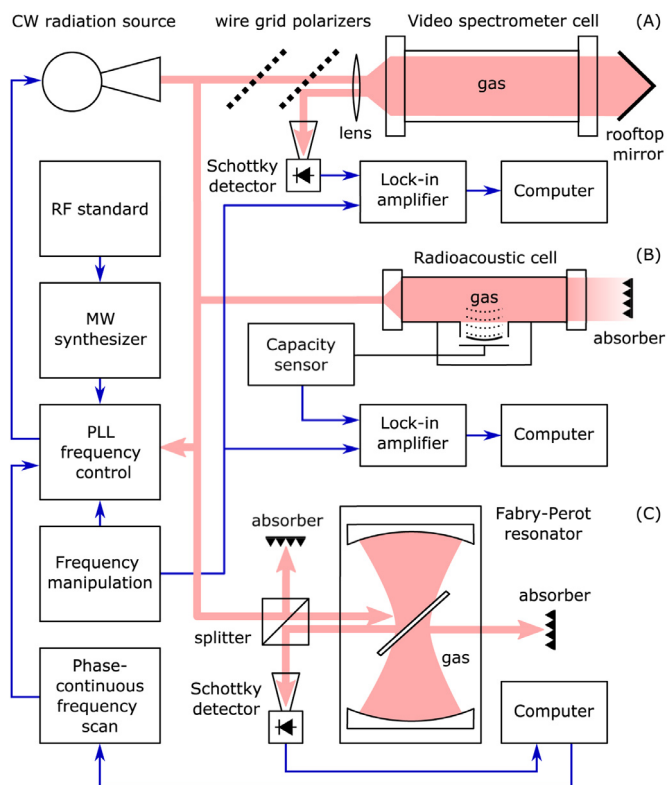 CW radiation source
wire grid polarizers
Video spectrometer cell
(A)
gas
lens
rooftop
mirror
Schottky
detector
Lock-in
amplifier
Computer
RF standard
Radioacoustic cell
(B)
gas
absorber
MW
synthesizer
Capacity
sensor
PLL
frequency
control
Lock-in
amplifier
Computer
Fabry-Perot
resonator
(C)
absorber
Frequency
manipulation
absorber
splitter
gas
Phase-
continuous
frequency
scan
Schottky
detector
Computer